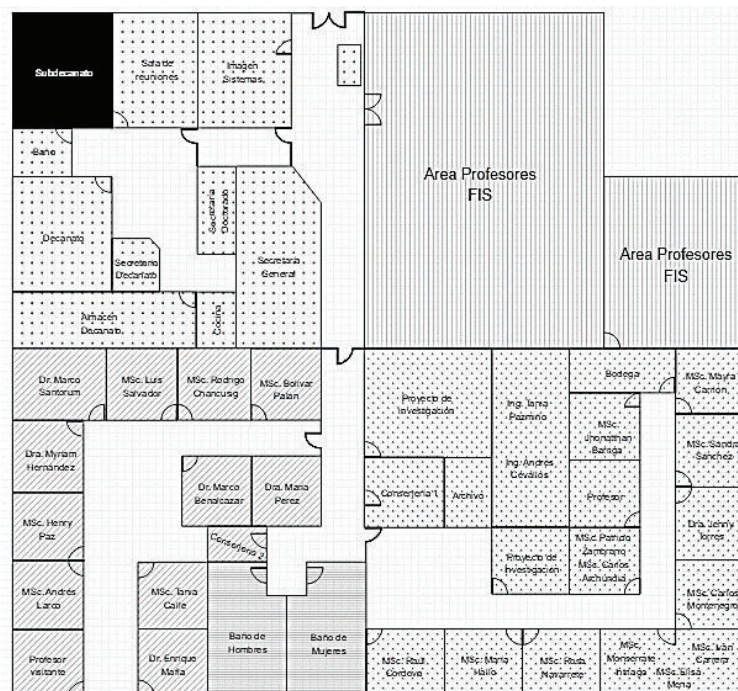 Subdecanato
Sala de
reuniones
Imagen
Sistemas
Area Profesores
FIS
Area Profesores
FIS
Baño
Decanato
Secretaria
Decanato
Secretaria
Doctorado
Secretaria
General
Almacen
Decanato
Cocina
Dr. Marco
Santorum
MSc. Luis
Salvador
MSc. Rodrigo
Chancusig
MSc. Bolivar
Palan
Proyecto de
Investigación
Ing. Tania
Pazmino
Ing. Andrés
Cevallos
Bodega
MSc. Mayra
Carrión
MSc.
Jhonathan
Barriga
MSc. Sandra
Sanchez
Dra. Myriam
Hernández
Dr. Marco
Benalcazar
Dra. Maria
Perez
Conserjeria 1
Archivo
Profesor
MSc. Henry
Paz
Conserjeria 2
Dra. Jenny
Torres
Proyecto de
Investigación
MSc. Patricio
Zambrano
MSc. Carlos
Archundia
MSc. Andrés
Larco
MSc. Tania
Calle
MSc. Carlos
Montenegro
Profesor
visitante
Dr. Enrique
Mafla
Baño de
Hombres
Baño de
Mujeres
MSc. Raul
Cordova
MSc. Maria
Hallo
MSc. Rosa
Navarrete
MSc.
Monserrate
Intriago
MSc. Elisa
Mena
MSc. Iván
Carrera